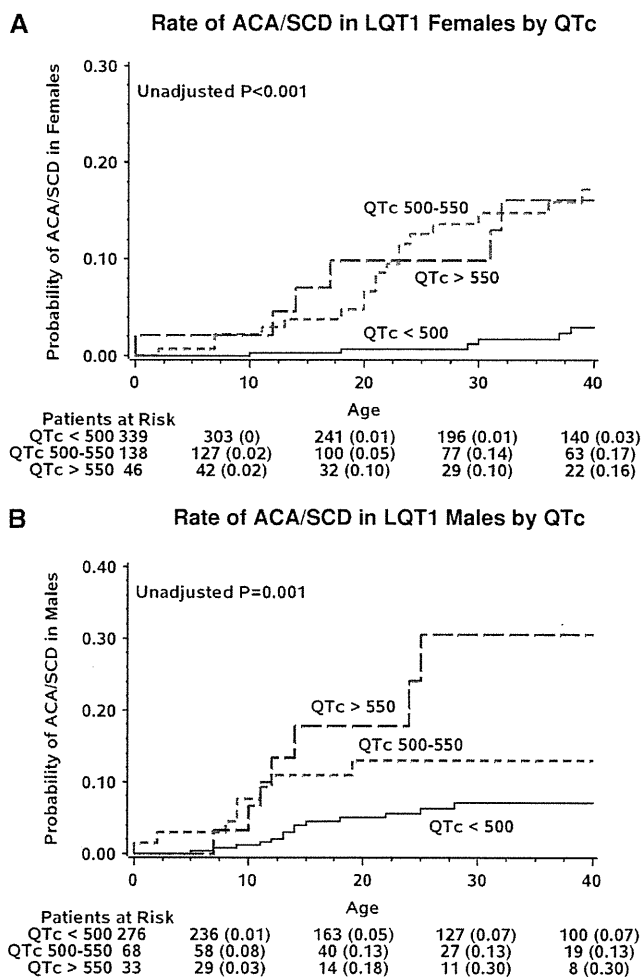 A
Rate of ACA/SCD in LQT1 Females by QTc
Probability of ACA/SCD in Females
0.30
0.20
0.10
0.00
Unadjusted P<0.001
QTc 500-550
QTc > 550
QTc < 500
0 10 20 30 40
Age
Patients at Risk
QTc < 500 339 303 (0) 241 (0.01) 196 (0.01) 140 (0.03)
QTc 500-550 138 127 (0.02) 100 (0.05) 77 (0.14) 63 (0.17)
QTc > 550 46 42 (0.02) 32 (0.10) 29 (0.10) 22 (0.16)
B
Rate of ACA/SCD in LQT1 Males by QTc
Probability of ACA/SCD in Males
0.40
0.30
0.20
0.10
0.00
Unadjusted P=0.001
QTc > 550
QTc 500-550
QTc < 500
0 10 20 30 40
Age
Patients at Risk
QTc < 500 276 236 (0.01) 163 (0.05) 127 (0.07) 100 (0.07)
QTc 500-550 68 58 (0.08) 40 (0.13) 27 (0.13) 19 (0.13)
QTc > 550 33 29 (0.03) 14 (0.18) 11 (0.30) 8 (0.30)